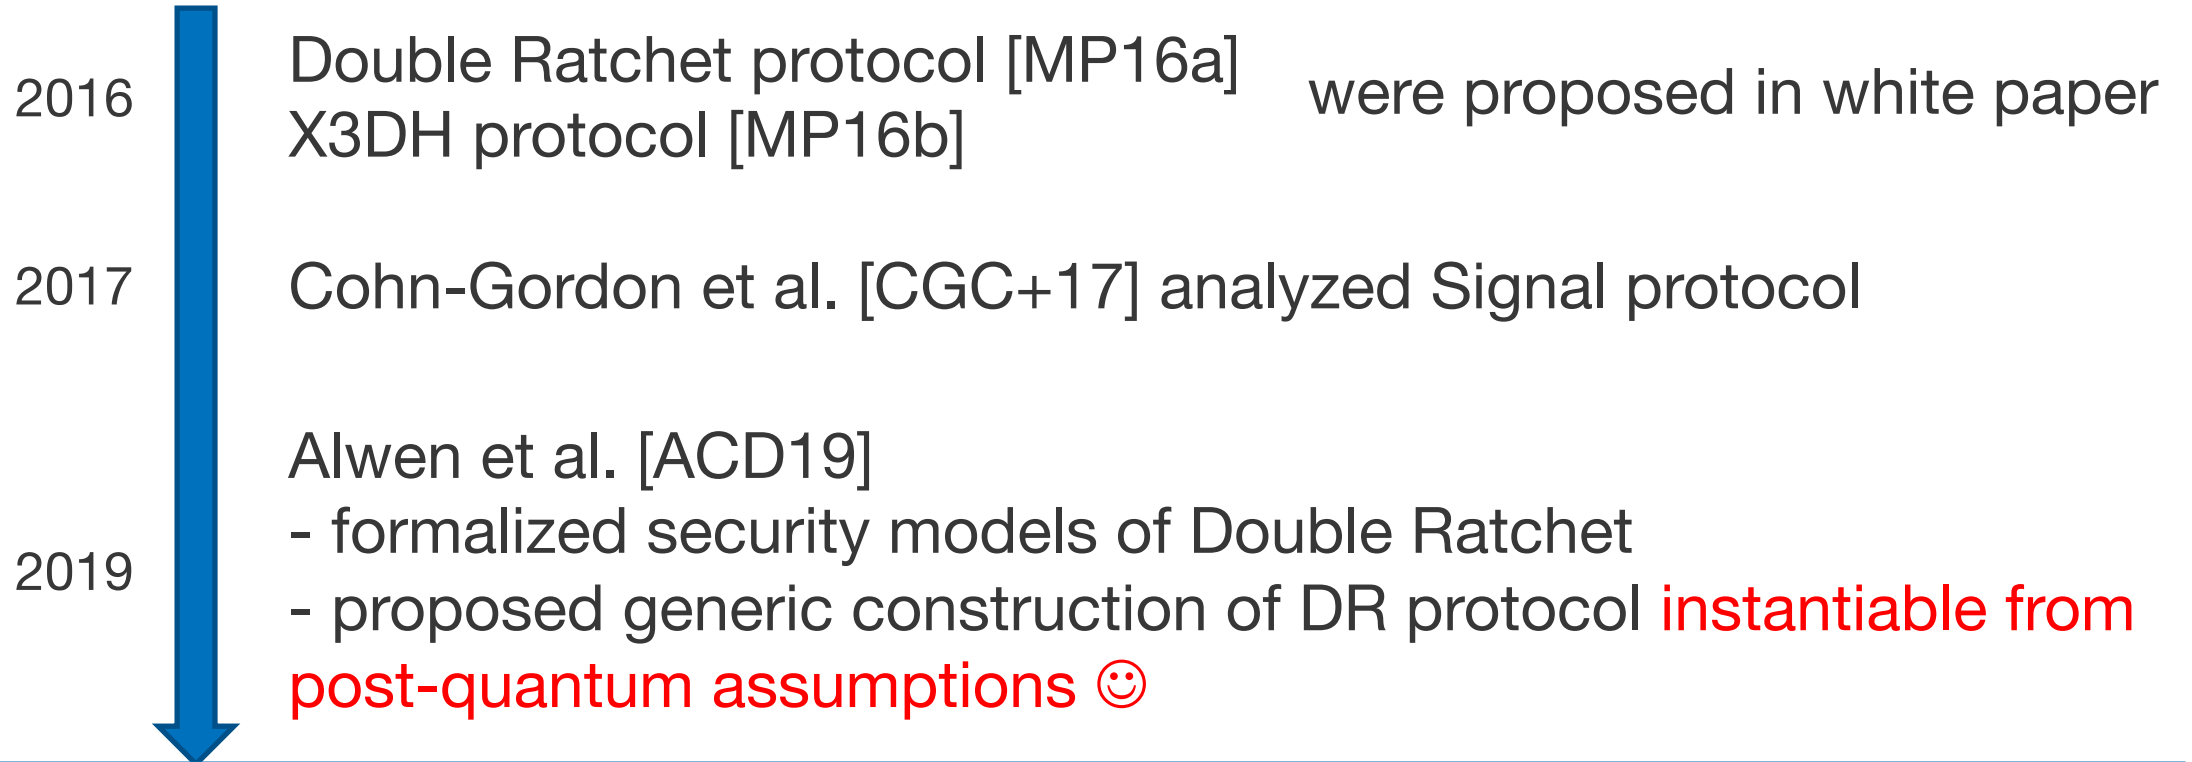 2016
Double Ratchet protocol [MP16a]
X3DH protocol [MP16b]
were proposed in white paper
2017
Cohn-Gordon et al. [CGC+17] analyzed Signal protocol
2019
Alwen et al. [ACD19]
- formalized security models of Double Ratchet
- proposed generic construction of DR protocol instantiable from
post-quantum assumptions ☺